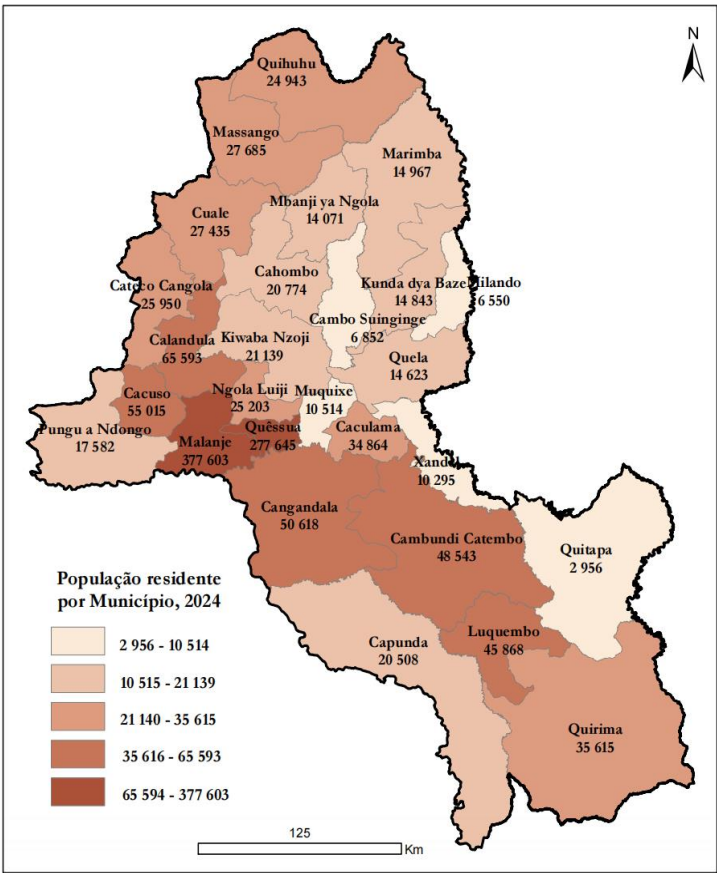 N
Quihuhu
24 943
Massango
27 685
Marimba
14 967
Mbanji ya Ngola
14 071
Cuale
27 435
Cahombo
20 774
Cateco Cangola
25 950
Kunda dya Baze
14 843
Milando
6 550
Cambo Suinginge
6 852
Calandula
65 593
Kiwaba Nzoji
21 139
Quela
14 623
Ngola Luiji
25 203
Muquixe
10 514
Cacuso
55 015
Pungu a Ndongo
17 582
Malanje
377 603
Quêssua
277 645
Caculama
34 864
Xandel
10 295
Cangandala
50 618
Cambundi Catembo
48 543
Quitapa
2 956
Capunda
20 508
Luquembo
45 868
Quirima
35 615
População residente
por Município, 2024
2 956 - 10 514
10 515 - 21 139
21 140 - 35 615
35 616 - 65 593
65 594 - 377 603
125
Km